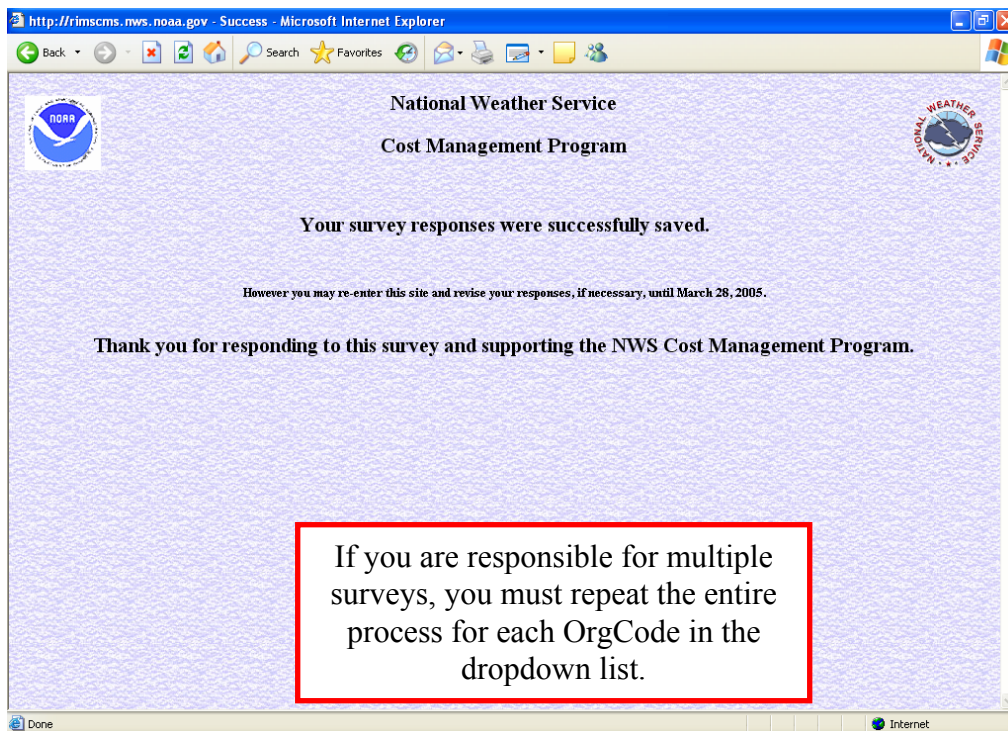 http://rimscms.nws.noaa.gov - Success - Microsoft Internet Explorer
Back Search Favorites
NOAA
National Weather Service
Cost Management Program
NATIONAL WEATHER SERVICE
Your survey responses were successfully saved.
However you may re-enter this site and revise your responses, if necessary, until March 28, 2005.
Thank you for responding to this survey and supporting the NWS Cost Management Program.
If you are responsible for multiple
surveys, you must repeat the entire
process for each OrgCode in the
dropdown list.
Done Internet